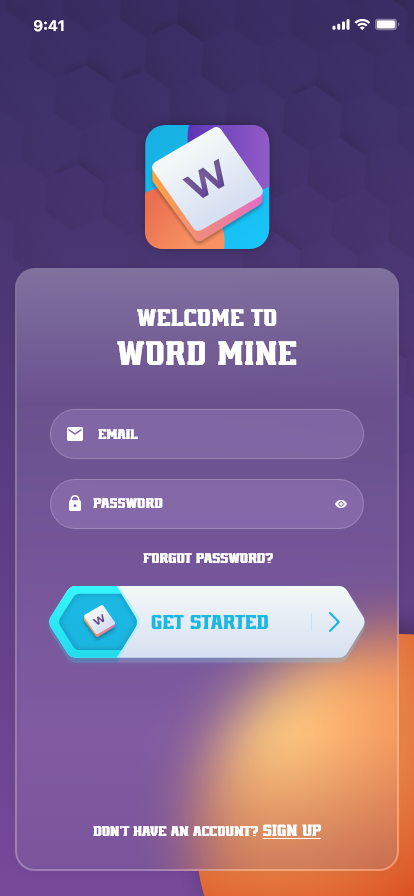 9:41
W
WELCOME TO
WORD MINE
EMAIL
PASSWORD
FORGOT PASSWORD?
W
GET STARTED
DON'T HAVE AN ACCOUNT? SIGN UP